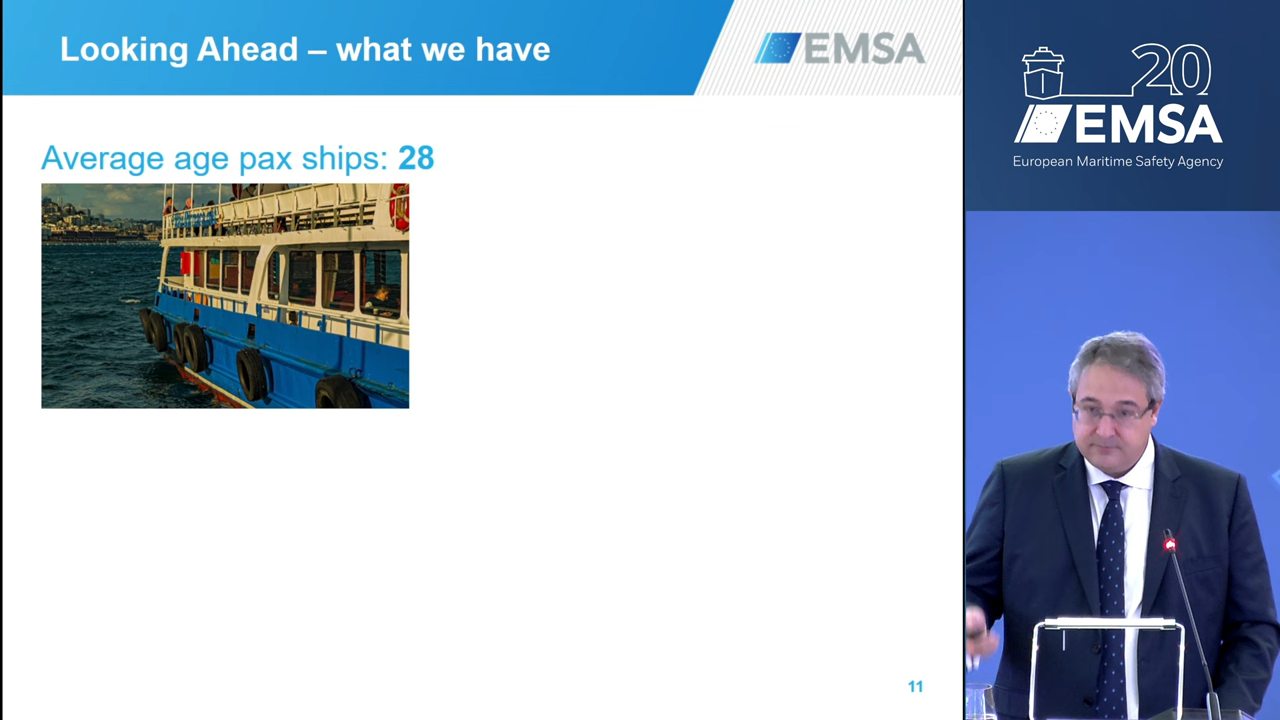 Looking Ahead – what we have
EMSA
Average age pax ships: 28
11
20
EMSA
European Maritime Safety Agency